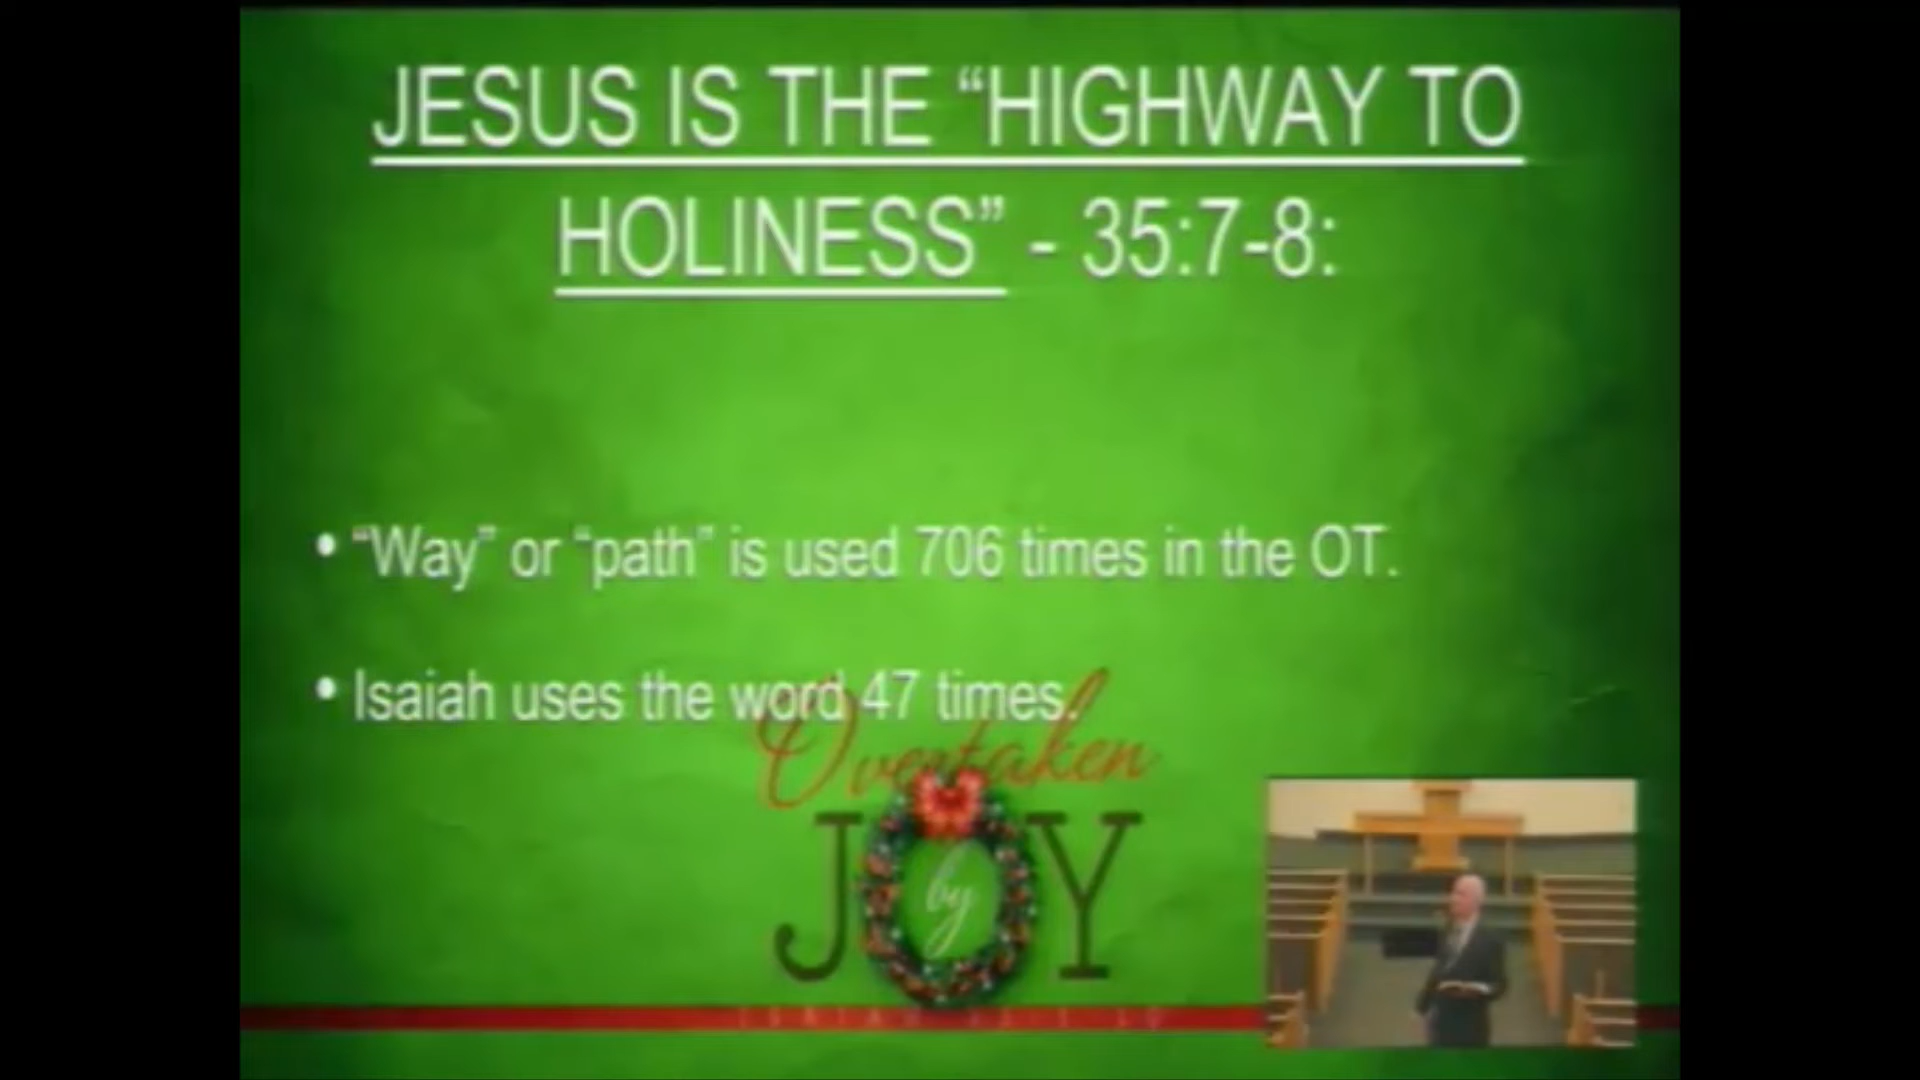 JESUS IS THE “HIGHWAY TO
HOLINESS” - 35:7-8:
• “Way” or “path” is used 706 times in the OT.
• Isaiah uses the word 47 times.
Overtaken
by
JOY